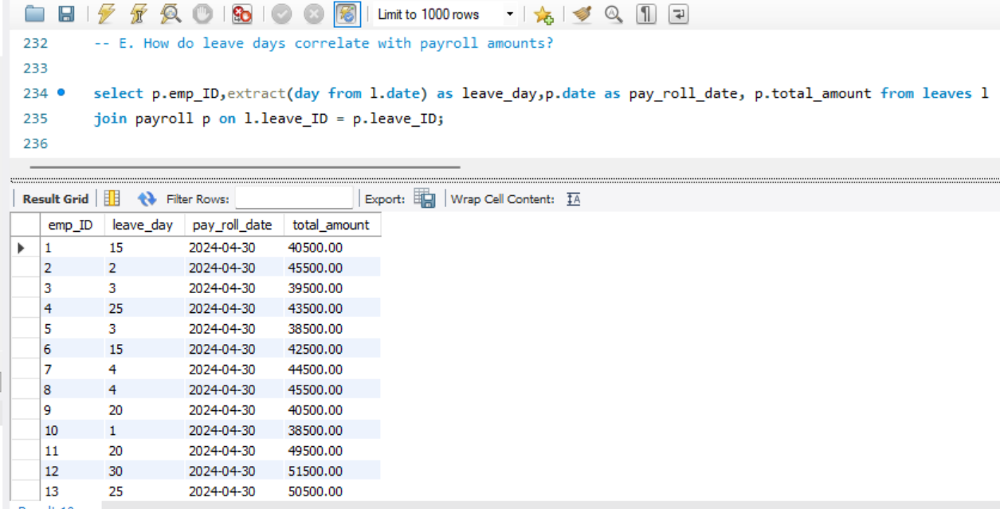 Limit to 1000 rows
232 -- E. How do leave days correlate with payroll amounts?
233
234 select p.emp_ID,extract(day from l.date) as leave_day,p.date as pay_roll_date, p.total_amount from leaves l
235 join payroll p on l.leave_ID = p.leave_ID;
236
Result Grid Filter Rows: Export: Wrap Cell Content:
emp_ID leave_day pay_roll_date total_amount
1 15 2024-04-30 40500.00
2 2 2024-04-30 45500.00
3 3 2024-04-30 39500.00
4 25 2024-04-30 43500.00
5 3 2024-04-30 38500.00
6 15 2024-04-30 42500.00
7 4 2024-04-30 44500.00
8 4 2024-04-30 45500.00
9 20 2024-04-30 40500.00
10 1 2024-04-30 38500.00
11 20 2024-04-30 49500.00
12 30 2024-04-30 51500.00
13 25 2024-04-30 50500.00